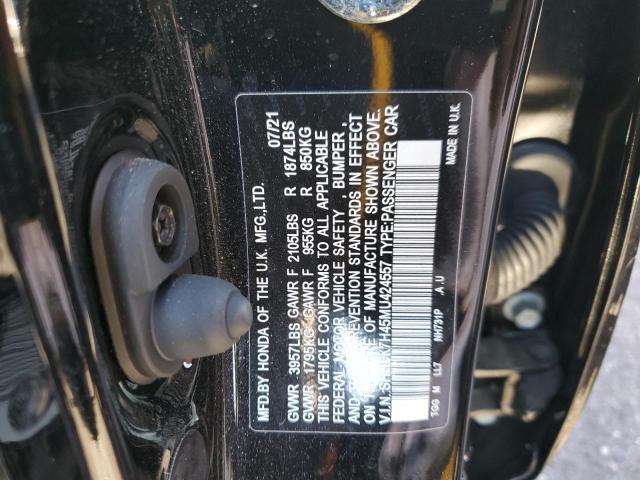 MFD.BY HONDA OF THE U.K. MFG.,LTD. 07/21
GVWR 3957LBS GAWR F 2105LBS R 1874LBS
GVWR 1795KG GAWR F 955KG R 850KG
THIS VEHICLE CONFORMS TO ALL APPLICABLE
FEDERAL MOTOR VEHICLE SAFETY , BUMPER ,
AND PREVENTION STANDARDS IN EFFECT
ON THE DATE OF MANUFACTURE SHOWN ABOVE.
V.I.N. TYPE:PASSENGER CAR
TGG M LL7 NH731P A.U MADE IN U.K.